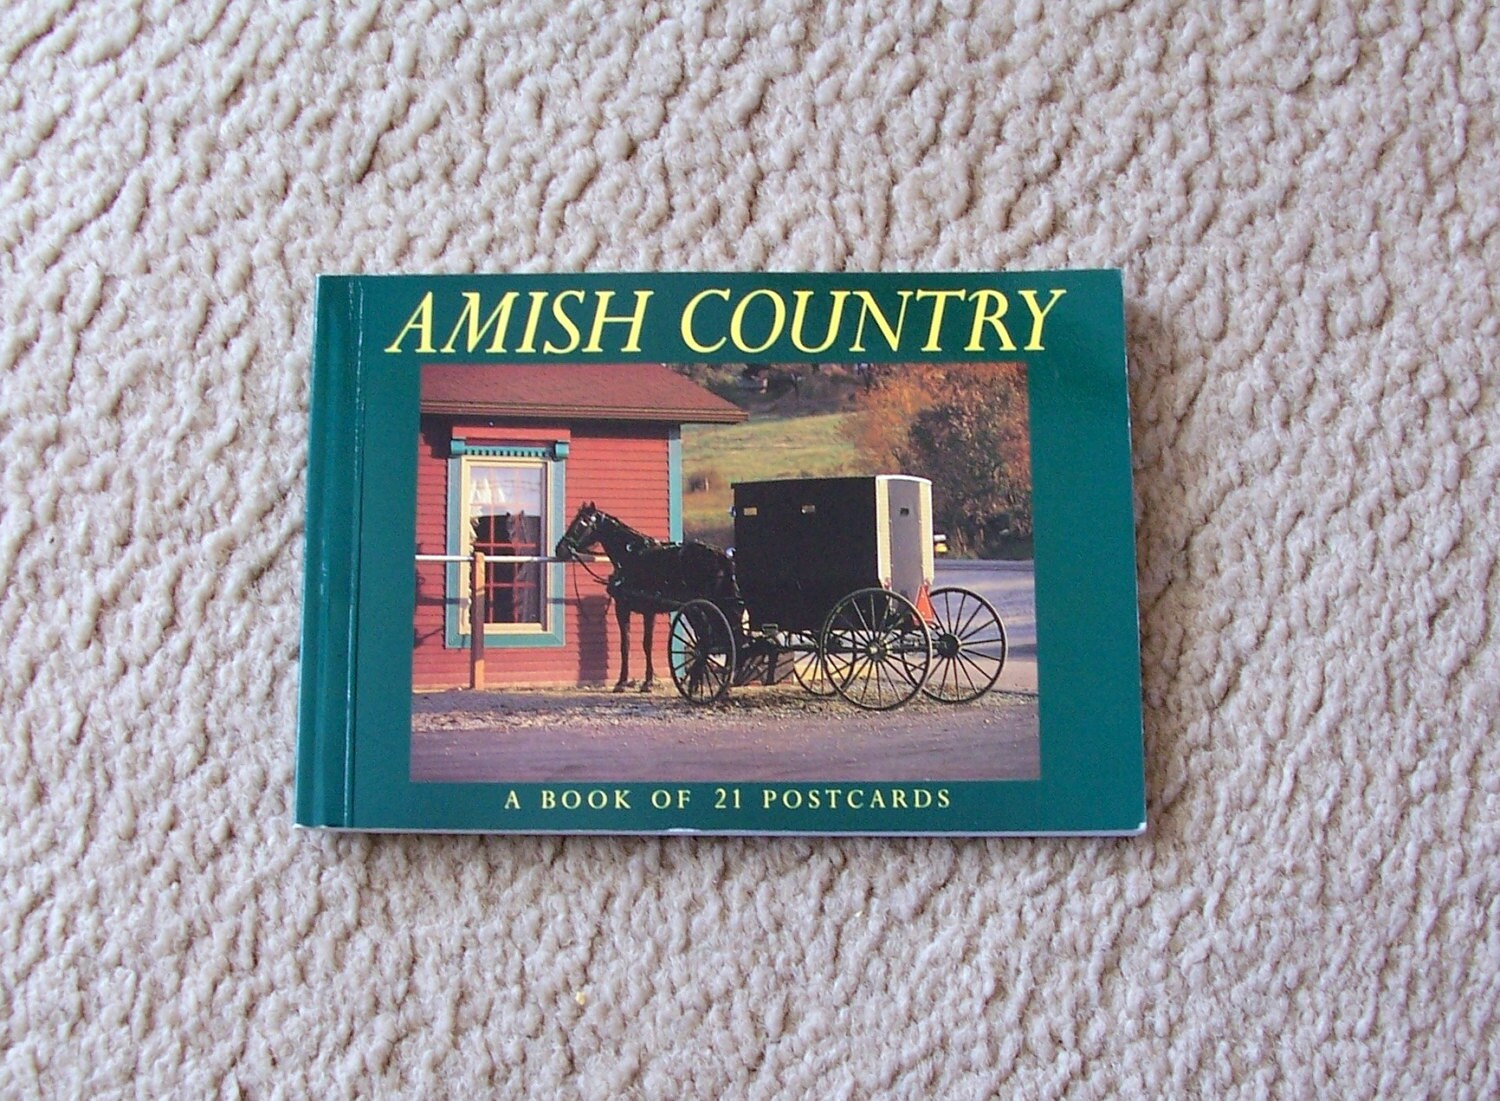 AMISH COUNTRY
A BOOK OF 21 POSTCARDS